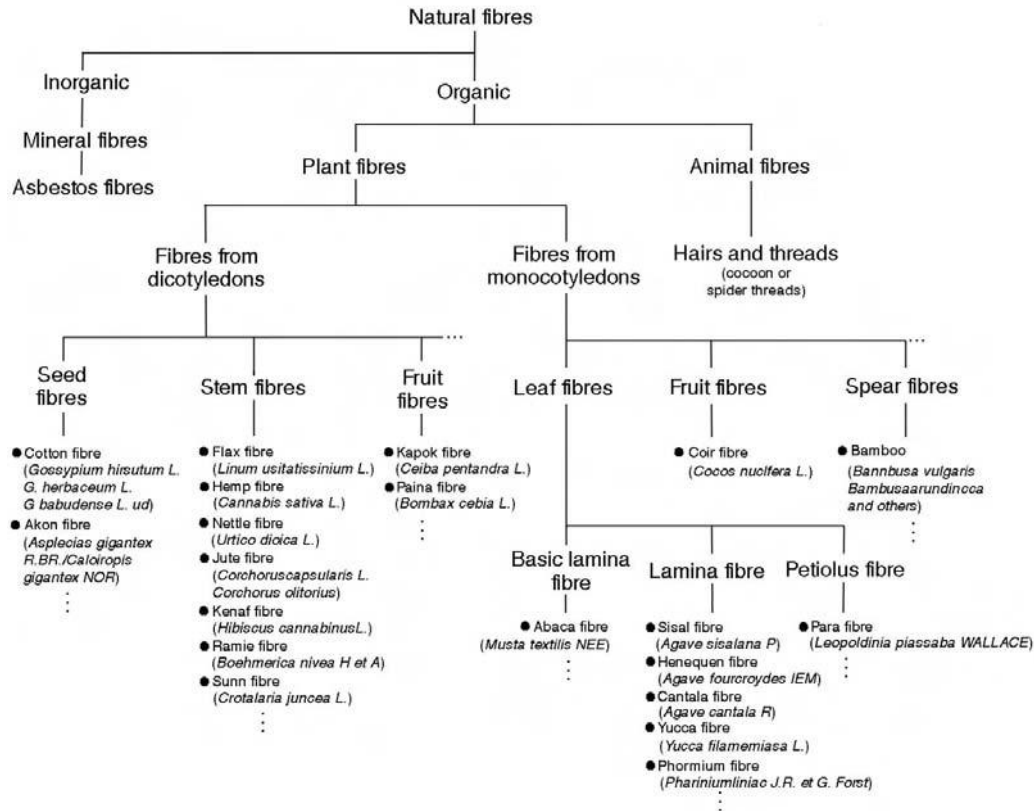 Natural fibres
Inorganic
Organic
Mineral fibres
Asbestos fibres
Plant fibres
Animal fibres
Fibres from
dicotyledons
Fibres from
monocotyledons
Hairs and threads
(cocoon or
spider threads)
Seed
fibres
Stem fibres
Fruit
fibres
Leaf fibres
Fruit fibres
Spear fibres
● Cotton fibre
(Gossypium hirsutum L.
G. herbaceum L.
G babudense L. ud)
● Akon fibre
(Asplecias gigantex
R.BR./Caloiropis
gigantex NOR)
● Flax fibre
(Linum usitatissinium L.)
● Hemp fibre
(Cannabis sativa L.)
● Nettle fibre
(Urtico dioica L.)
● Jute fibre
(Corchoruscapsularis L.
Corchorus olitorius)
● Kenaf fibre
(Hibiscus cannabinusL.)
● Ramie fibre
(Boehmerica nivea H et A)
● Sunn fibre
(Crotalaria juncea L.)
● Kapok fibre
(Ceiba pentandra L.)
● Paina fibre
(Bombax cebia L.)
● Coir fibre
(Cocos nucifera L.)
● Bamboo
(Bannbusa vulgaris
Bambusaarundincca
and others)
Basic lamina
fibre
Lamina fibre
Petiolus fibre
● Abaca fibre
(Musta textilis NEE)
● Sisal fibre
(Agave sisalana P)
● Henequen fibre
(Agave fourcroydes IEM)
● Cantala fibre
(Agave cantala R)
● Yucca fibre
(Yucca filamemiasa L.)
● Phormium fibre
(Phariniumliniac J.R. et G. Forst)
● Para fibre
(Leopoldinia piassaba WALLACE)